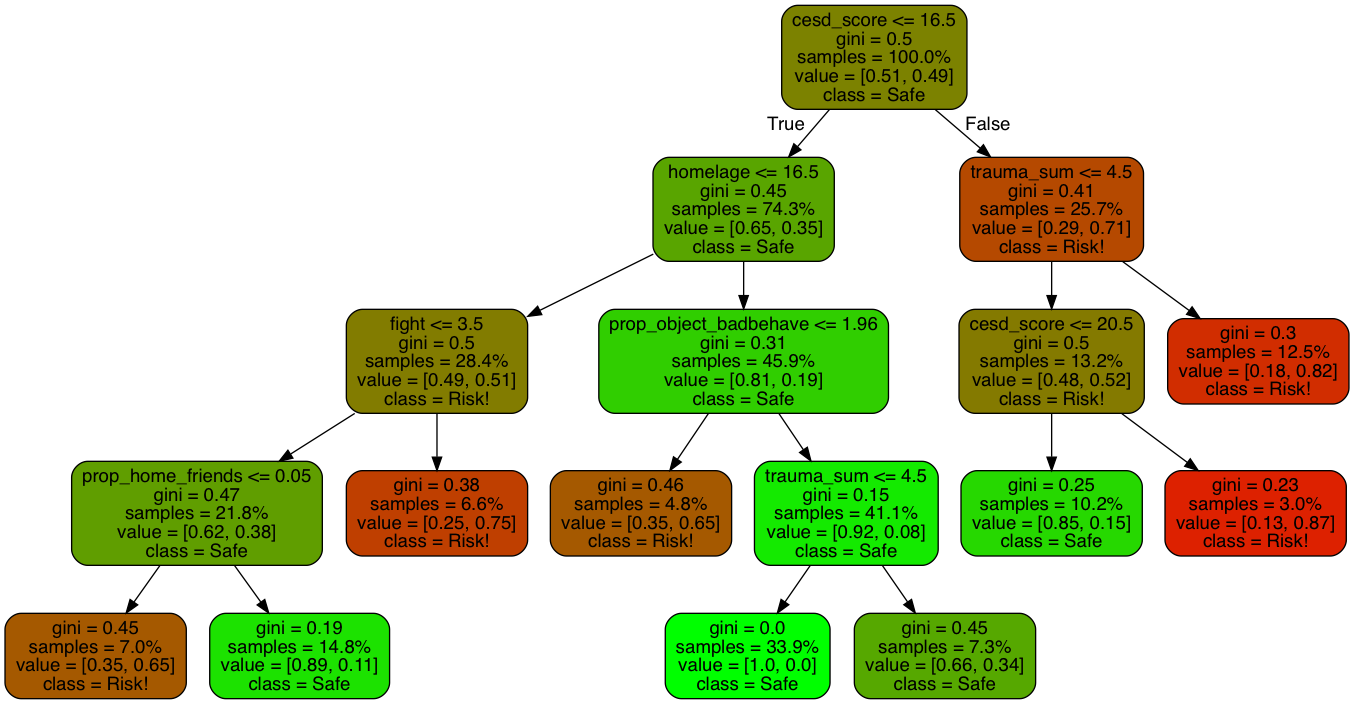 cesd_score <= 16.5
gini = 0.5
samples = 100.0%
value = [0.51, 0.49]
class = Safe
True
False
homelage <= 16.5
gini = 0.45
samples = 74.3%
value = [0.65, 0.35]
class = Safe
trauma_sum <= 4.5
gini = 0.41
samples = 25.7%
value = [0.29, 0.71]
class = Risk!
fight <= 3.5
gini = 0.5
samples = 28.4%
value = [0.49, 0.51]
class = Risk!
prop_object_badbehave <= 1.96
gini = 0.31
samples = 45.9%
value = [0.81, 0.19]
class = Safe
cesd_score <= 20.5
gini = 0.5
samples = 13.2%
value = [0.48, 0.52]
class = Risk!
gini = 0.3
samples = 12.5%
value = [0.18, 0.82]
class = Risk!
prop_home_friends <= 0.05
gini = 0.47
samples = 21.8%
value = [0.62, 0.38]
class = Safe
gini = 0.38
samples = 6.6%
value = [0.25, 0.75]
class = Risk!
gini = 0.46
samples = 4.8%
value = [0.35, 0.65]
class = Risk!
trauma_sum <= 4.5
gini = 0.15
samples = 41.1%
value = [0.92, 0.08]
class = Safe
gini = 0.25
samples = 10.2%
value = [0.85, 0.15]
class = Safe
gini = 0.23
samples = 3.0%
value = [0.13, 0.87]
class = Risk!
gini = 0.45
samples = 7.0%
value = [0.35, 0.65]
class = Risk!
gini = 0.19
samples = 14.8%
value = [0.89, 0.11]
class = Safe
gini = 0.0
samples = 33.9%
value = [1.0, 0.0]
class = Safe
gini = 0.45
samples = 7.3%
value = [0.66, 0.34]
class = Safe